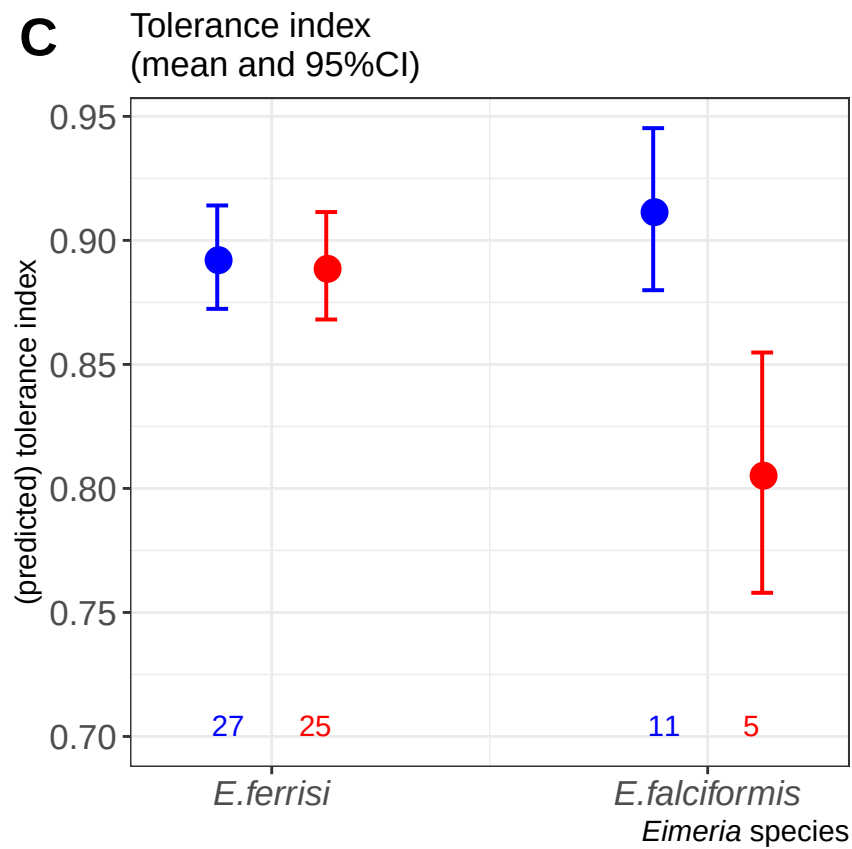 C
Tolerance index
(mean and 95%CI)
(predicted) tolerance index
0.95
0.90
0.85
0.80
0.75
0.70
27 25 11 5
E.ferrisi E.falciformis
Eimeria species